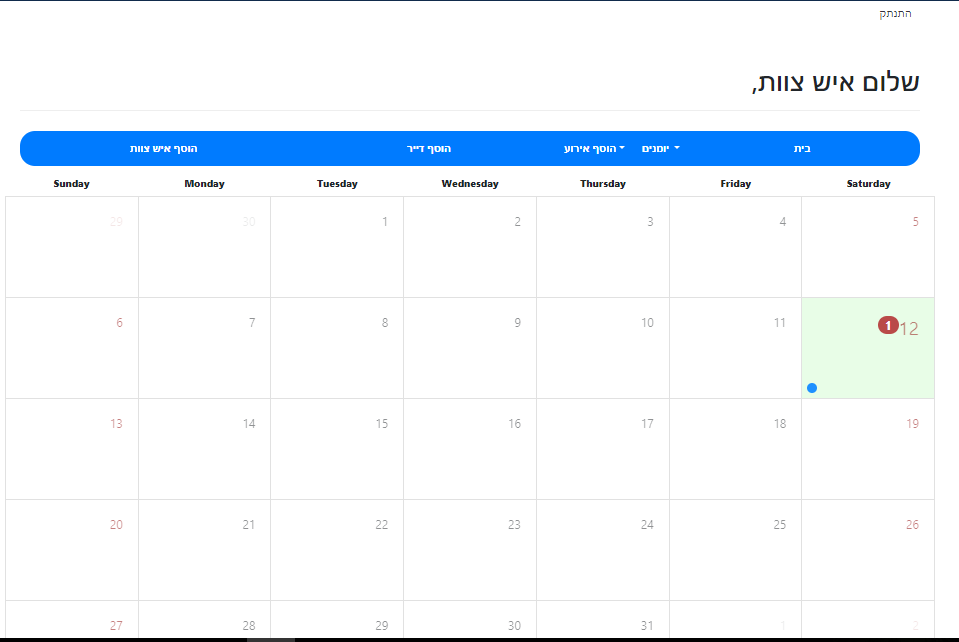 התנתק
שלום איש צוות,
בית יומנים הוסף אירוע הוסף דייר הוסף איש צוות
Sunday Monday Tuesday Wednesday Thursday Friday Saturday
29 30 1 2 3 4 5
6 7 8 9 10 11 1 12
13 14 15 16 17 18 19
20 21 22 23 24 25 26
27 28 29 30 31 1 2